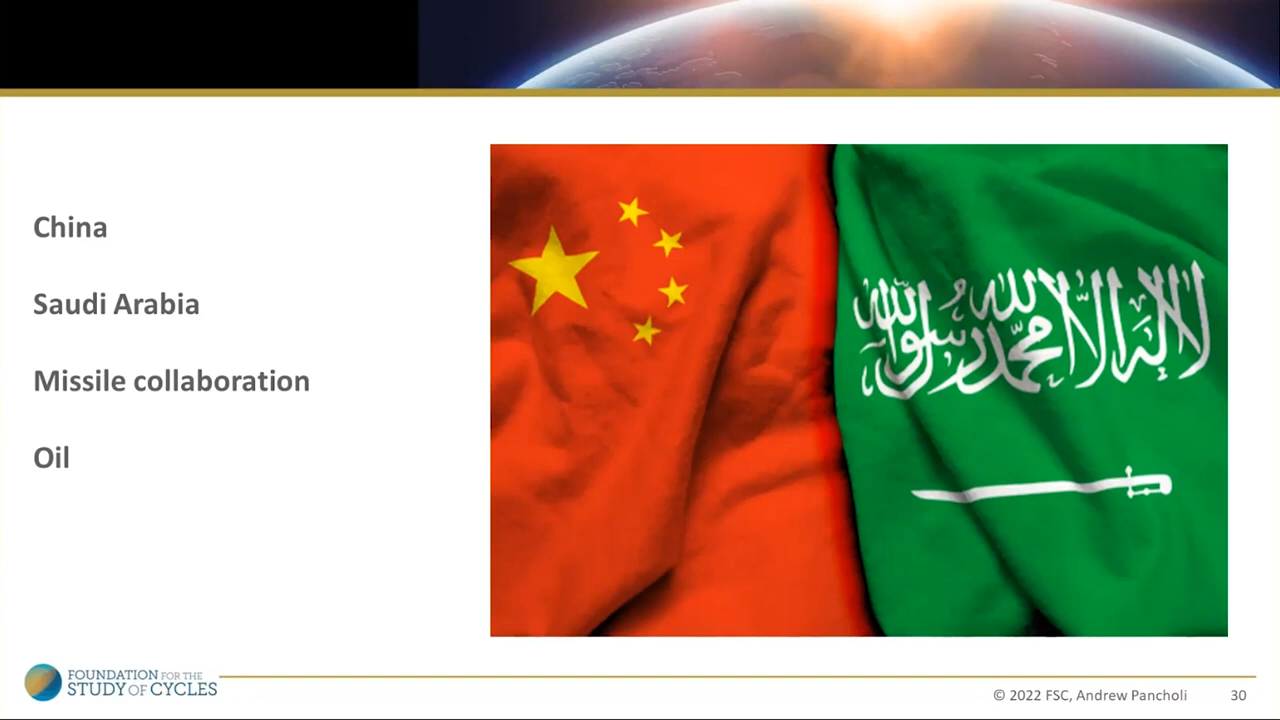 China
Saudi Arabia
Missile collaboration
Oil
لا إله إلا الله محمد رسول الله
FOUNDATION FOR THE
STUDY OF CYCLES
© 2022 FSC, Andrew Pancholi
30